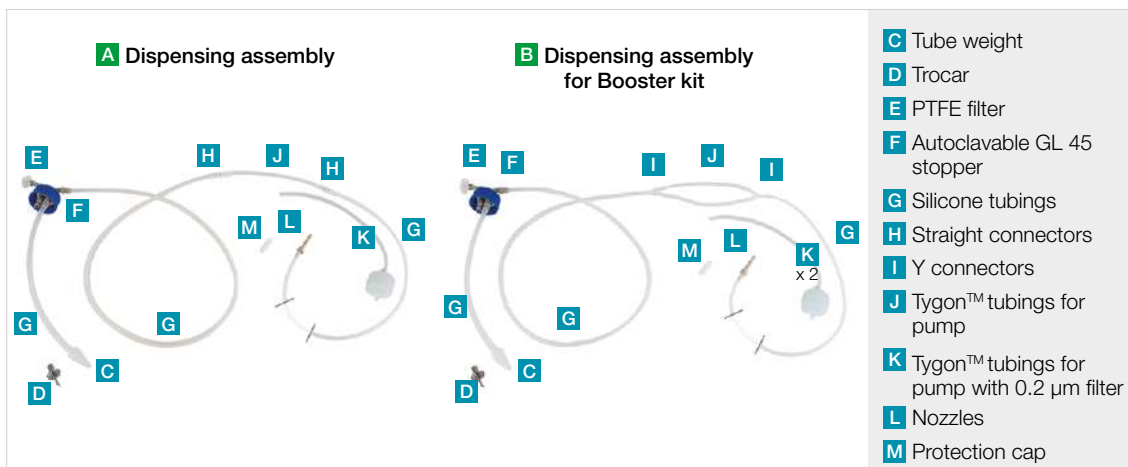 A Dispensing assembly
E
H
J
H
F
M
L
K
G
G
G
C
D
B Dispensing assembly
for Booster kit
E
F
I
J
I
M
L
K
x 2
G
G
G
C
D
C Tube weight
D Trocar
E PTFE filter
F Autoclavable GL 45
stopper
G Silicone tubings
H Straight connectors
I Y connectors
J Tygon™ tubings for
pump
K Tygon™ tubings for
pump with 0.2 µm filter
L Nozzles
M Protection cap